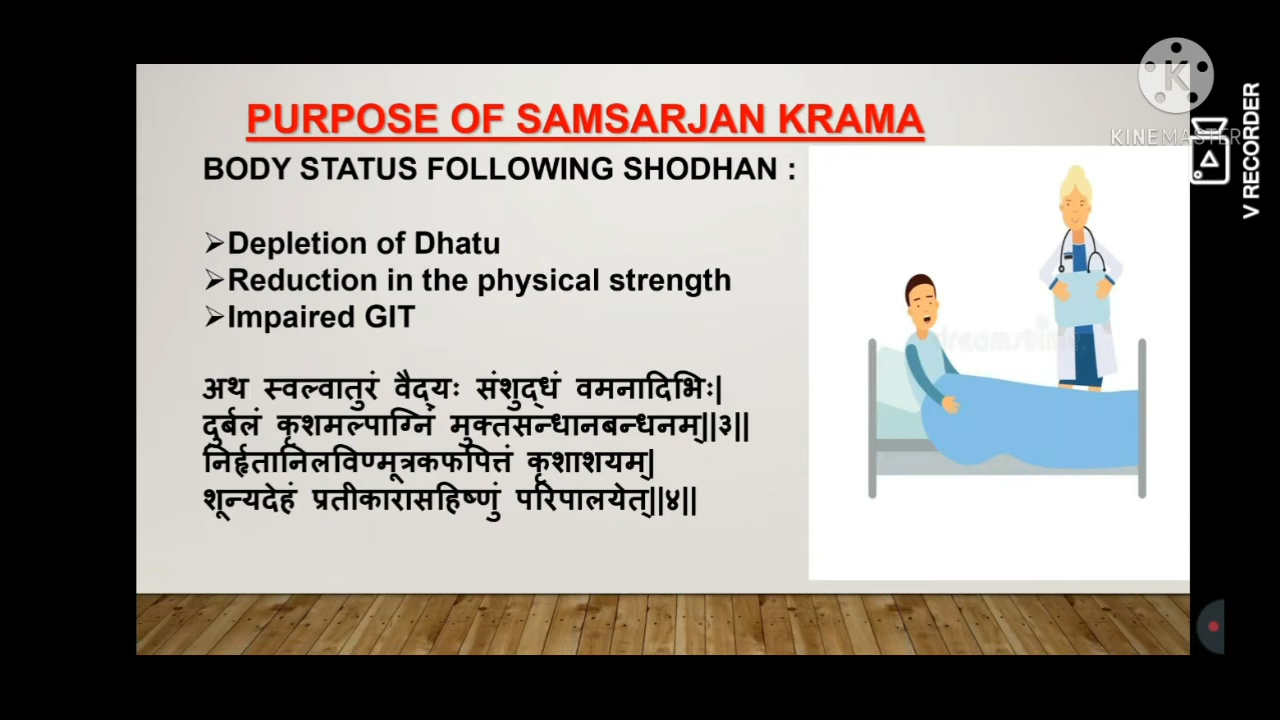 PURPOSE OF SAMSARJAN KRAMA
BODY STATUS FOLLOWING SHODHAN :
➢Depletion of Dhatu
➢Reduction in the physical strength
➢Impaired GIT
अथ स्वल्वातुरं वैद्यः संशुद्धं वमनादिभिः|
दुर्बलं कृशमल्पाग्निं मुक्तसन्धानबन्धनम्||३||
निर्हृतानिलविण्मूत्रकफपित्तं कृशाशयम्|
शून्यदेहं प्रतीकारासहिष्णुं परिपालयेत्||४||
K
KINEMASTER
V RECORDER
dreamstime